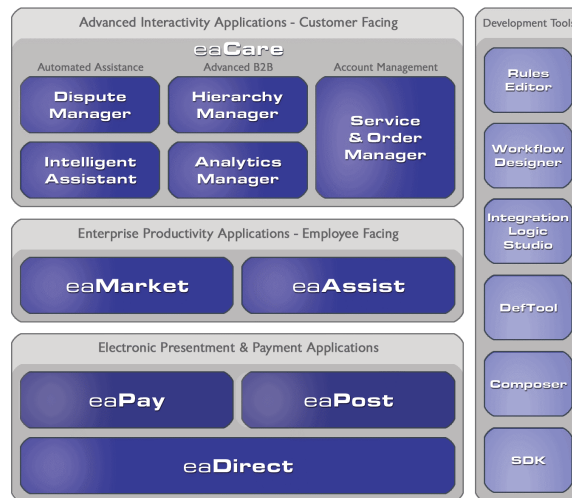 Advanced Interactivity Applications - Customer Facing
eaCare
Automated Assistance
Advanced B2B
Account Management
Dispute
Manager
Hierarchy
Manager
Service
& Order
Manager
Intelligent
Assistant
Analytics
Manager
Enterprise Productivity Applications - Employee Facing
eaMarket
eaAssist
Electronic Presentment & Payment Applications
eaPay
eaPost
eaDirect
Development Tools
Rules
Editor
Workflow
Designer
Integration
Logic
Studio
DefTool
Composer
SDK